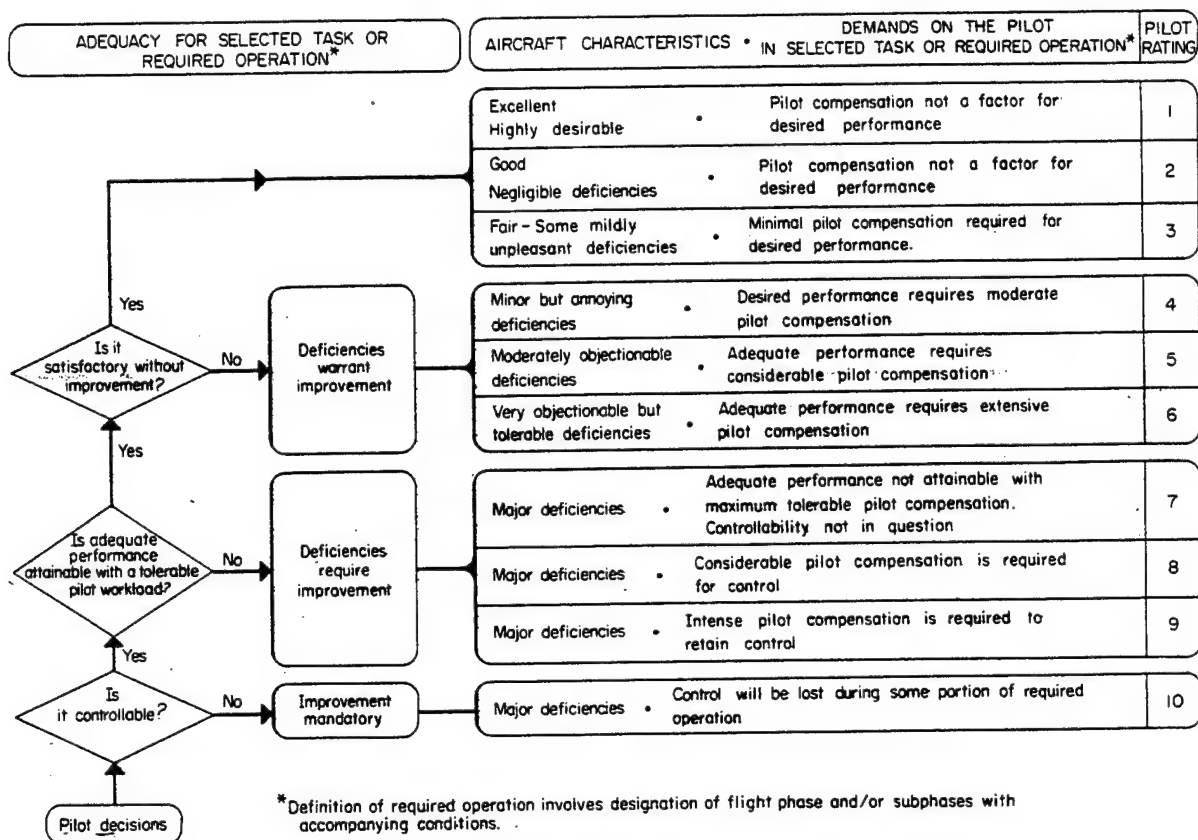 ADEQUACY FOR SELECTED TASK OR
REQUIRED OPERATION*
AIRCRAFT CHARACTERISTICS •
DEMANDS ON THE PILOT
IN SELECTED TASK OR REQUIRED OPERATION*
PILOT
RATING
Excellent
Highly desirable
•
Pilot compensation not a factor for
desired performance
1
Good
Negligible deficiencies
•
Pilot compensation not a factor for
desired performance
2
Fair – Some mildly
unpleasant deficiencies
•
Minimal pilot compensation required for
desired performance.
3
Yes
Is it
satisfactory without
improvement?
No
Deficiencies
warrant
improvement
Minor but annoying
deficiencies
•
Desired performance requires moderate
pilot compensation
4
Moderately objectionable
deficiencies
•
Adequate performance requires
considerable pilot compensation
5
Very objectionable but
tolerable deficiencies
•
Adequate performance requires extensive
pilot compensation
6
Yes
Is adequate
performance
attainable with a tolerable
pilot workload?
No
Deficiencies
require
improvement
Major deficiencies
•
Adequate performance not attainable with
maximum tolerable pilot compensation.
Controllability not in question
7
Major deficiencies
•
Considerable pilot compensation is required
for control
8
Major deficiencies
•
Intense pilot compensation is required to
retain control
9
Yes
Is
it controllable?
No
Improvement
mandatory
Major deficiencies
•
Control will be lost during some portion of required
operation
10
Pilot decisions
*Definition of required operation involves designation of flight phase and/or subphases with
accompanying conditions.